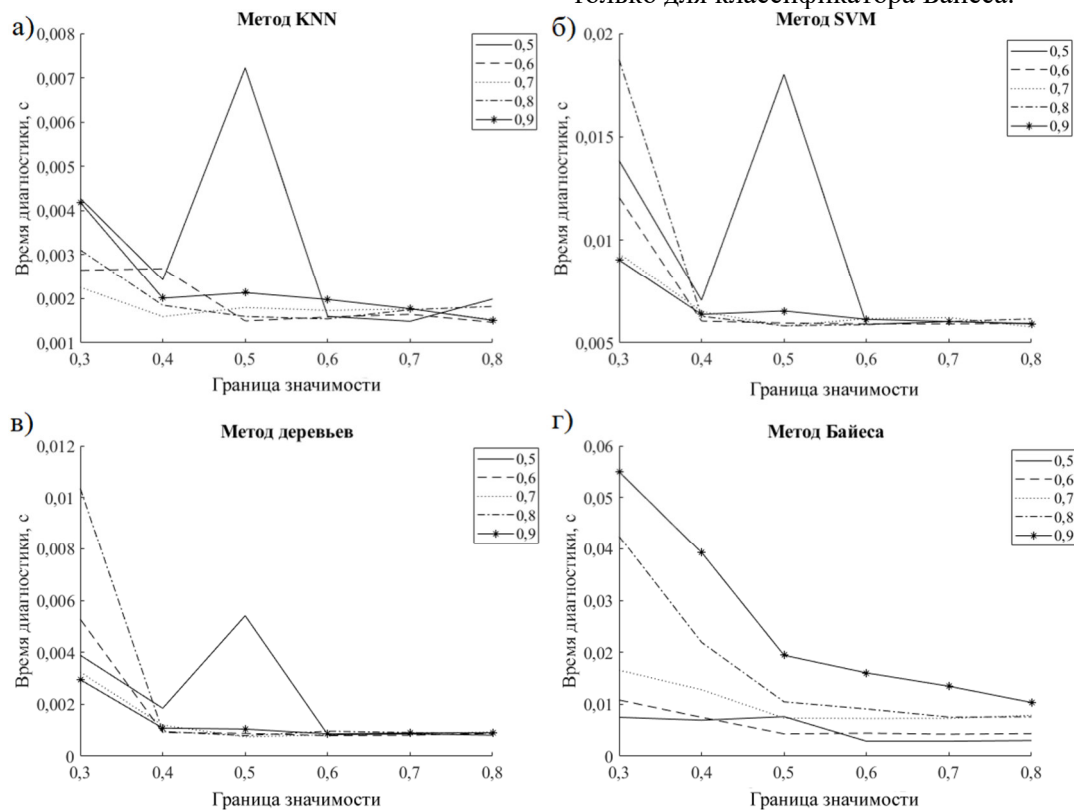 только для классификатора Байеса.
а)
Метод KNN
0,008
0,007
0,006
0,005
0,004
0,003
0,002
0,001
Время диагностики, с
0,3 0,4 0,5 0,6 0,7 0,8
Граница значимости
0,5
0,6
0,7
0,8
0,9
б)
Метод SVM
0,02
0,015
0,01
0,005
Время диагностики, с
0,3 0,4 0,5 0,6 0,7 0,8
Граница значимости
0,5
0,6
0,7
0,8
0,9
в)
Метод деревьев
0,012
0,01
0,008
0,006
0,004
0,002
0
Время диагностики, с
0,3 0,4 0,5 0,6 0,7 0,8
Граница значимости
0,5
0,6
0,7
0,8
0,9
г)
Метод Байеса
0,06
0,05
0,04
0,03
0,02
0,01
0
Время диагностики, с
0,3 0,4 0,5 0,6 0,7 0,8
Граница значимости
0,5
0,6
0,7
0,8
0,9